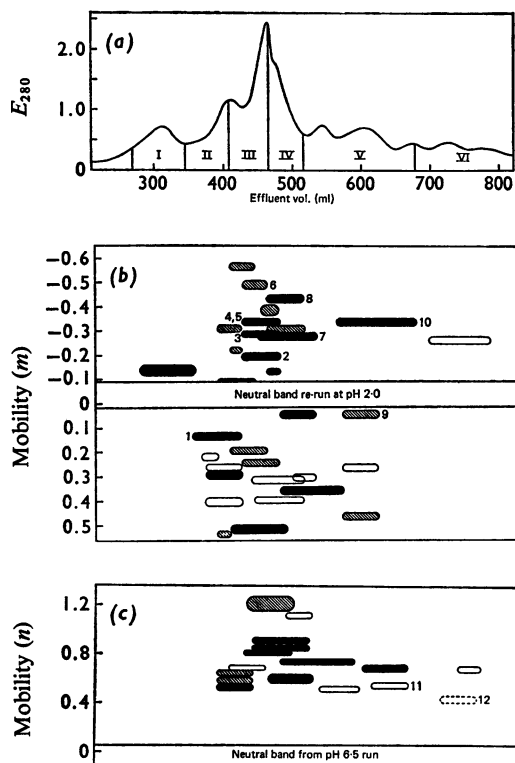 (a)
E280
2.0
1.0
0
I II III IV V VI
300 400 500 600 700 800
Effluent vol. (ml)
(b)
Mobility (m)
−0.6
−0.5
−0.4
−0.3
−0.2
−0.1
0
0.1
0.2
0.3
0.4
0.5
6
8
4,5
10
3
7
2
Neutral band re-run at pH 2·0
9
1
(c)
Mobility (n)
1.2
0.8
0.4
0
11
12
Neutral band from pH 6·5 run